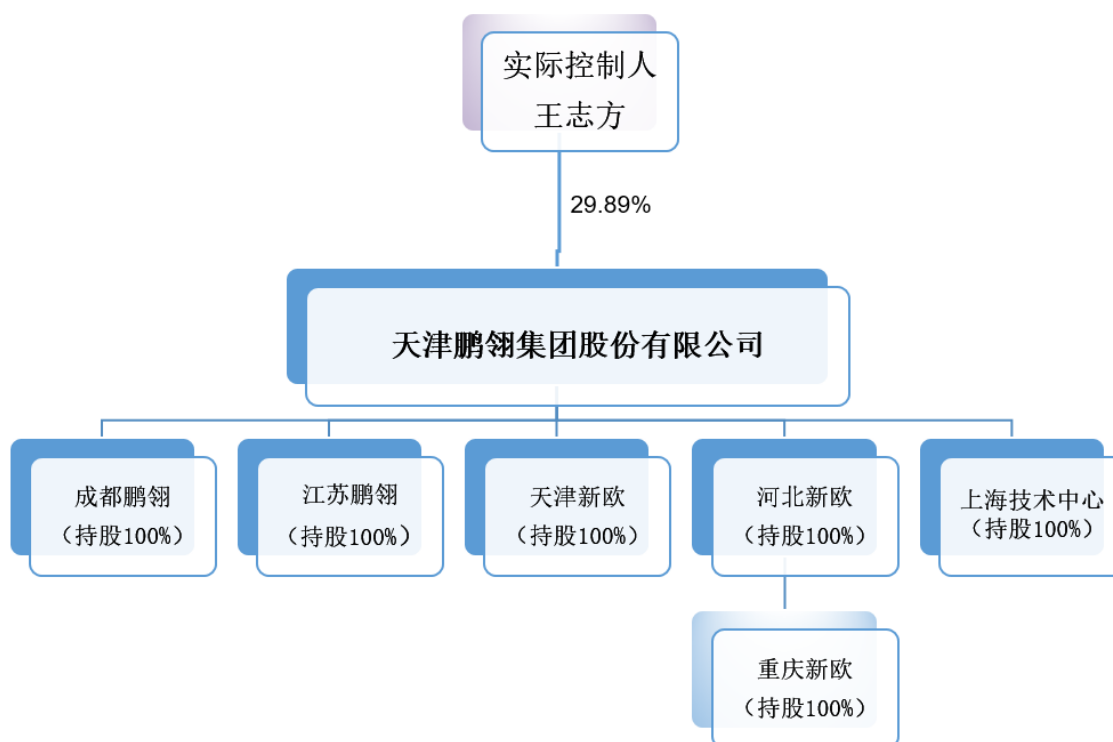 实际控制人
王志方
29.89%
天津鹏翎集团股份有限公司
成都鹏翎
（持股100%）
江苏鹏翎
（持股100%）
天津新欧
（持股100%）
河北新欧
（持股100%）
上海技术中心
（持股100%）
重庆新欧
（持股100%）